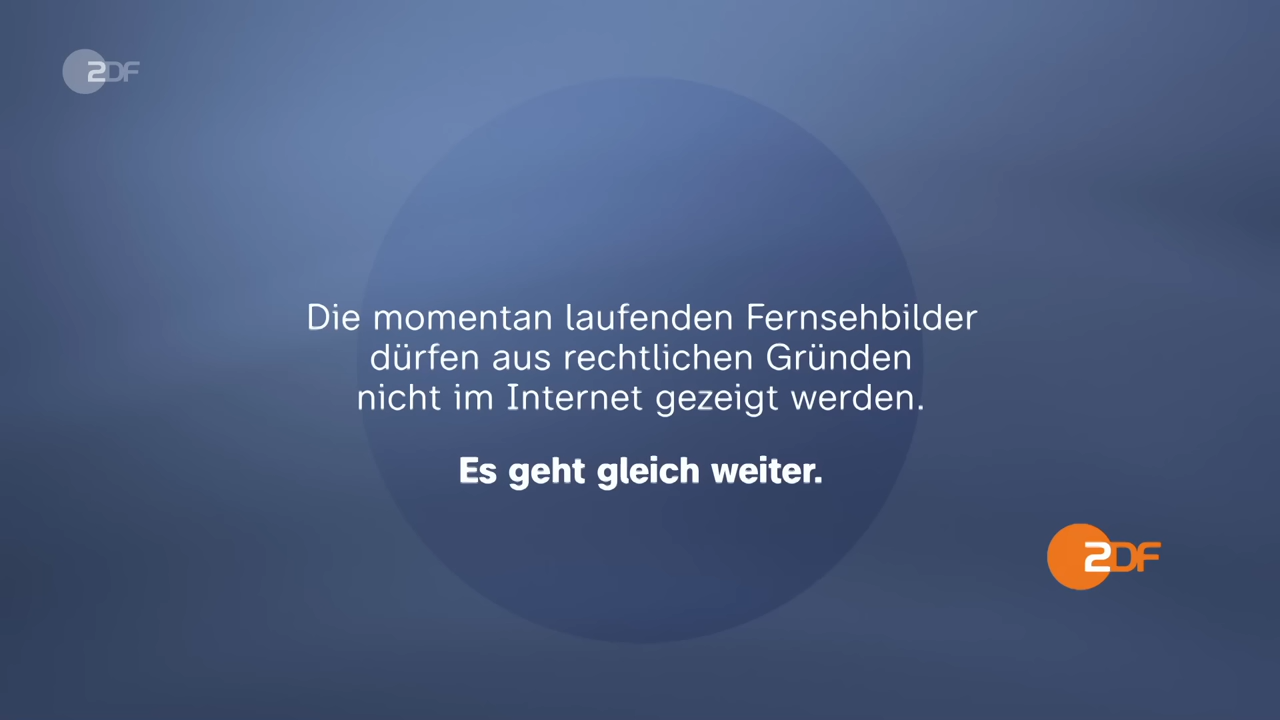 ZDF
Die momentan laufenden Fernsehbilder
dürfen aus rechtlichen Gründen
nicht im Internet gezeigt werden.
Es geht gleich weiter.
ZDF